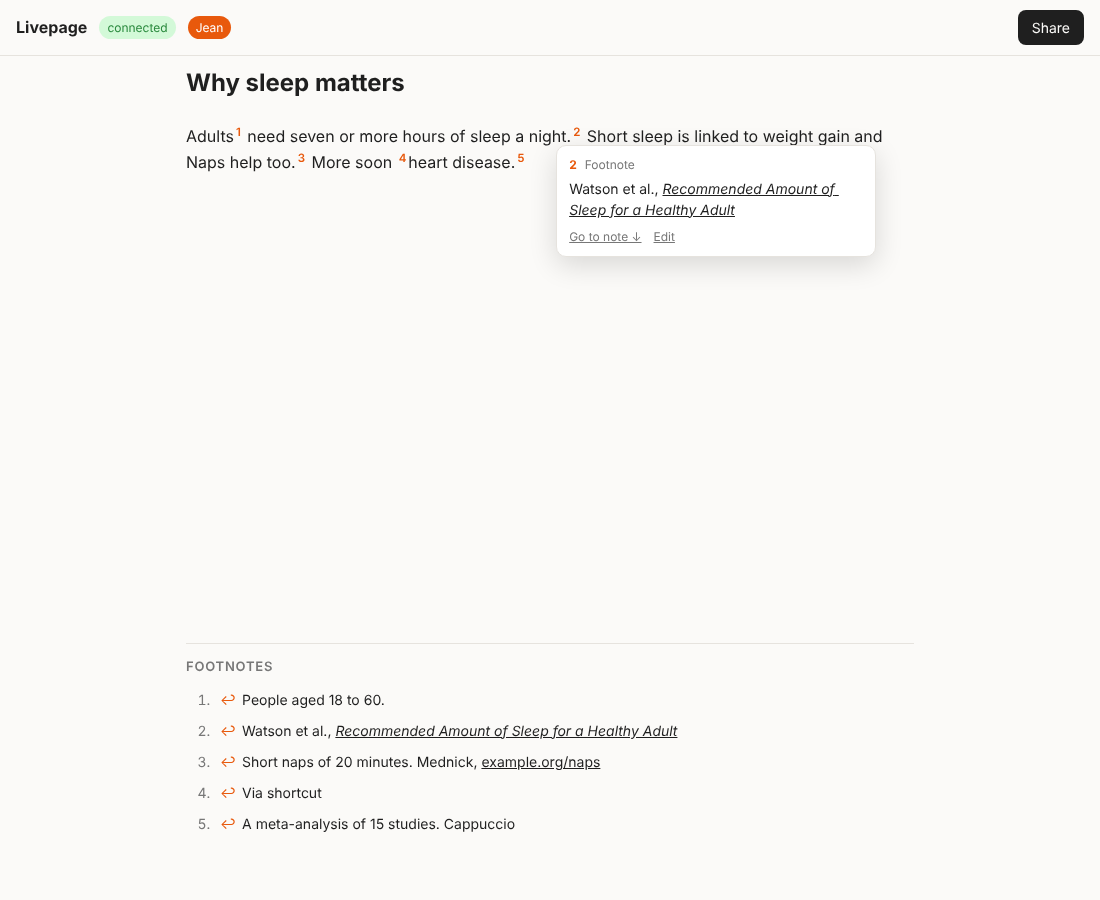 Livepage connected Jean Share
Why sleep matters
Adults1 need seven or more hours of sleep a night.2 Short sleep is linked to weight gain and
Naps help too.3 More soon 4heart disease.5
2 Footnote
Watson et al., Recommended Amount of
Sleep for a Healthy Adult
Go to note ↓ Edit
FOOTNOTES
1. ↩ People aged 18 to 60.
2. ↩ Watson et al., Recommended Amount of Sleep for a Healthy Adult
3. ↩ Short naps of 20 minutes. Mednick, example.org/naps
4. ↩ Via shortcut
5. ↩ A meta-analysis of 15 studies. Cappuccio